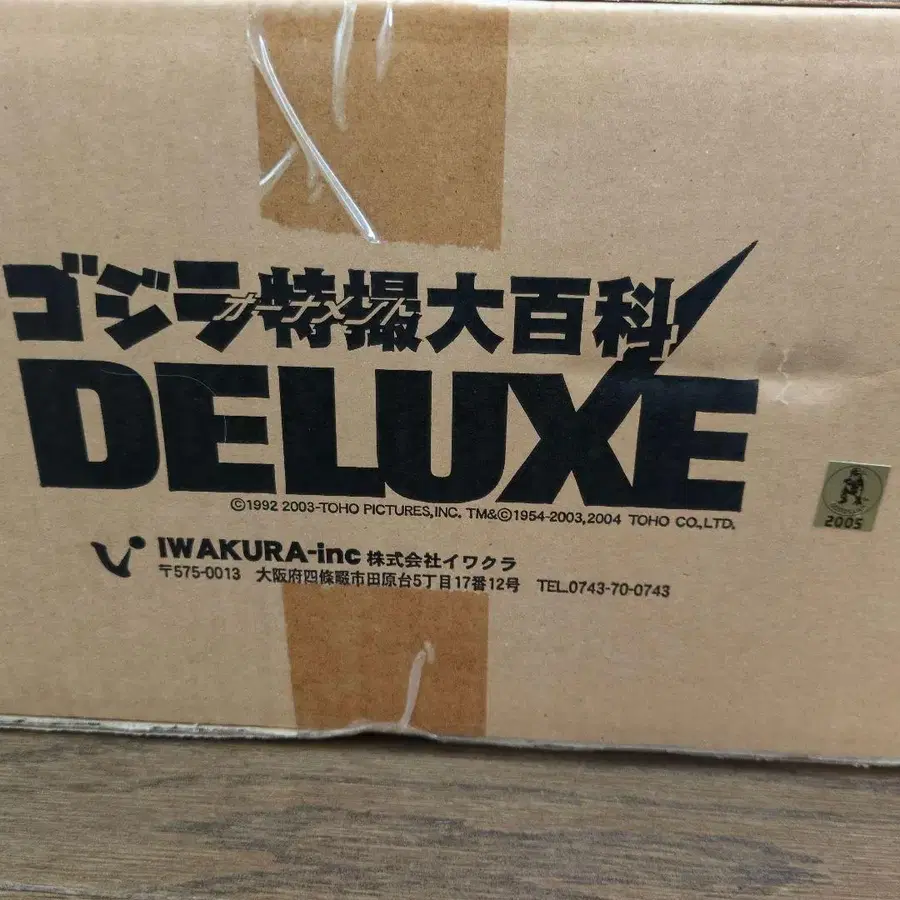 ゴジラ特撮大百科
オーナメント
DELUXE
©1992 2003-TOHO PICTURES,INC. TM&©1954-2003,2004 TOHO CO.,LTD.
IWAKURA-inc 株式会社イワクラ
〒575-0013 大阪府四條畷市田原台5丁目17番12号 TEL.0743-70-0743
2005